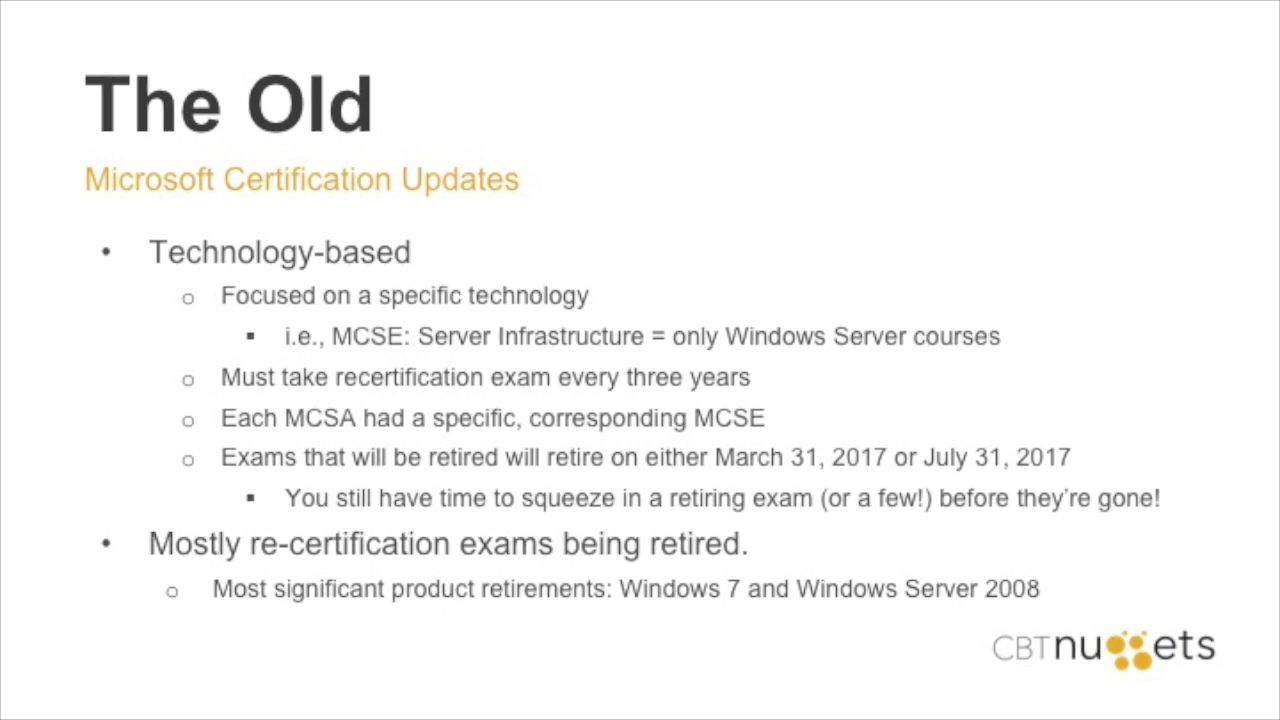 The Old
Microsoft Certification Updates
• Technology-based
o Focused on a specific technology
▪ i.e., MCSE: Server Infrastructure = only Windows Server courses
o Must take recertification exam every three years
o Each MCSA had a specific, corresponding MCSE
o Exams that will be retired will retire on either March 31, 2017 or July 31, 2017
▪ You still have time to squeeze in a retiring exam (or a few!) before they’re gone!
• Mostly re-certification exams being retired.
o Most significant product retirements: Windows 7 and Windows Server 2008
CBTnuggets